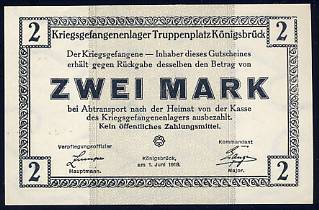 2 Kriegsgefangenenlager Truppenplatz Königsbrück 2
Der Kriegsgefangene – Inhaber dieses Gutscheines
erhält gegen Rückgabe desselben den Betrag von
ZWEI MARK
bei Abtransport nach der Heimat von der Kasse
des Kriegsgefangenenlagers ausbezahlt.
Kein öffentliches Zahlungsmittel.
Verpflegungsoffizier Kommandant
Königsbrück,
am 1. Juni 1916.
Hauptmann. Major.
2 2